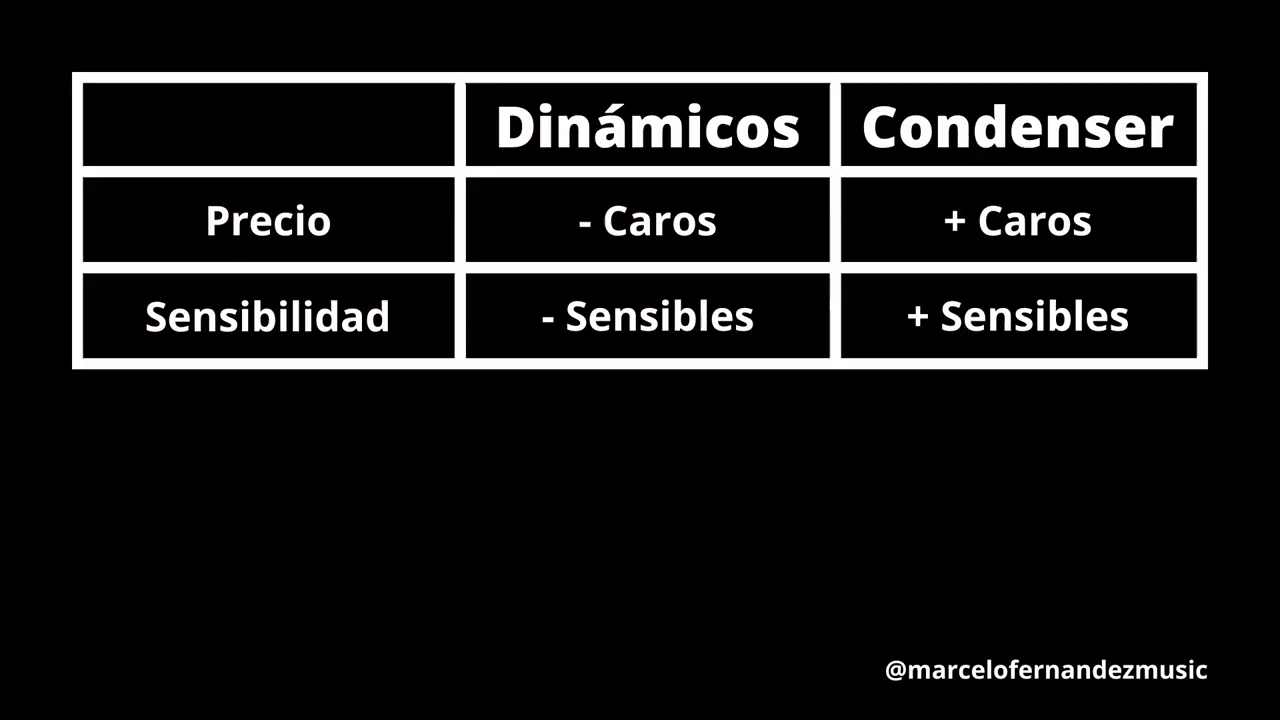 Dinámicos Condenser
Precio - Caros + Caros
Sensibilidad - Sensibles + Sensibles
@marcelofernandezmusic